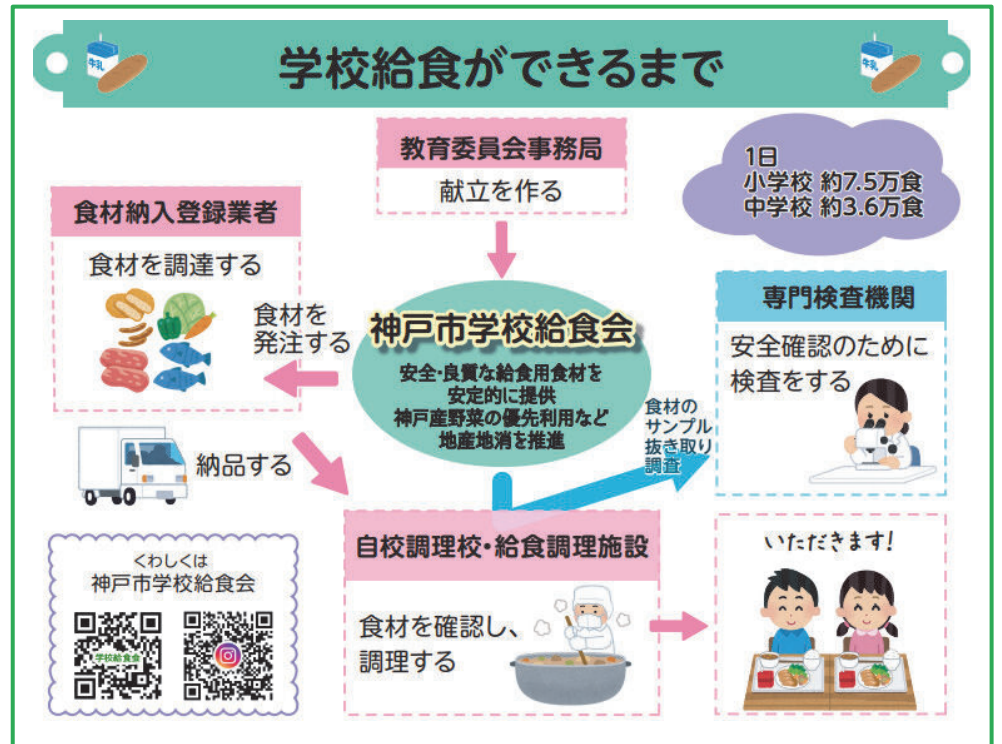 学校給食ができるまで
牛乳
牛乳
教育委員会事務局
献立を作る
1日
小学校 約7.5万食
中学校 約3.6万食
食材納入登録業者
食材を調達する
食材を
発注する
神戸市学校給食会
安全・良質な給食用食材を
安定的に提供
神戸産野菜の優先利用など
地産地消を推進
専門検査機関
安全確認のために
検査をする
食材の
サンプル
抜き取り
調査
納品する
自校調理校・給食調理施設
食材を確認し、
調理する
いただきます!
くわしくは
神戸市学校給食会
学校給食会